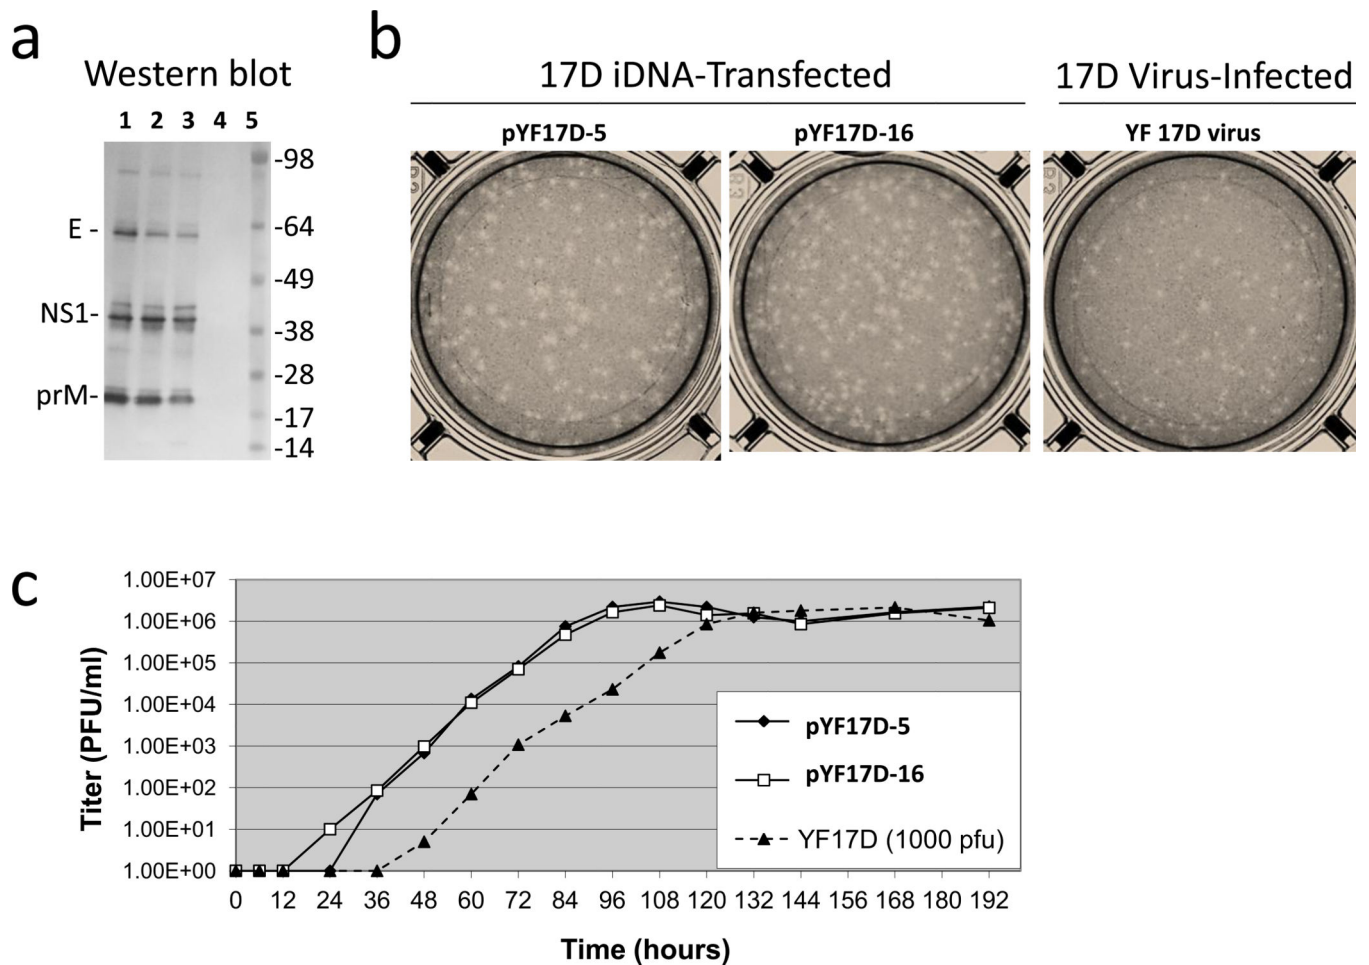 a
Western blot
1 2 3 4 5
E -
NS1-
prM-
-98
-64
-49
-38
-28
-17
-14
b
17D iDNA-Transfected
17D Virus-Infected
pYF17D-5
pYF17D-16
YF 17D virus
c
Titer (PFU/ml)
1.00E+07
1.00E+06
1.00E+05
1.00E+04
1.00E+03
1.00E+02
1.00E+01
1.00E+00
0 12 24 36 48 60 72 84 96 108 120 132 144 156 168 180 192
Time (hours)
pYF17D-5
pYF17D-16
YF17D (1000 pfu)